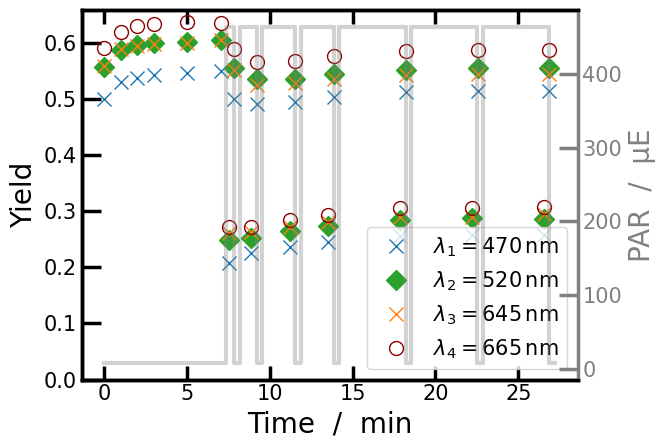 0.6
0.5
0.4
0.3
0.2
0.1
0.0
Yield
400
300
200
100
0
PAR / µE
λ1 = 470 nm
λ2 = 520 nm
λ3 = 645 nm
λ4 = 665 nm
0 5 10 15 20 25
Time / min